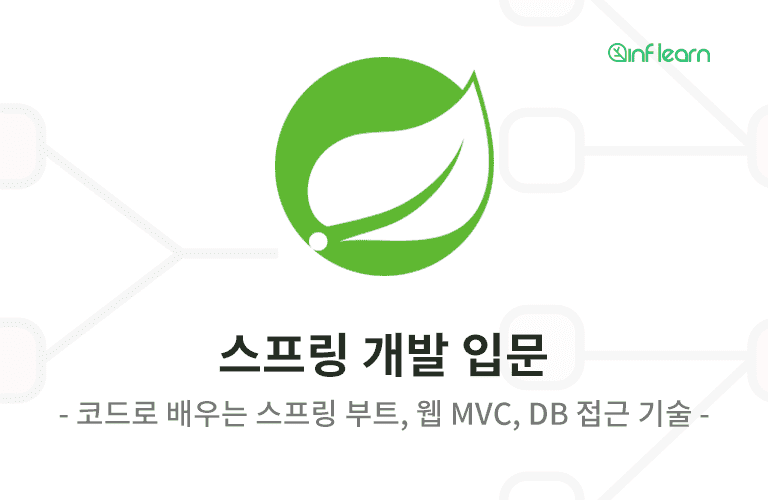 inflearn
스프링 개발 입문
- 코드로 배우는 스프링 부트, 웹 MVC, DB 접근 기술 -